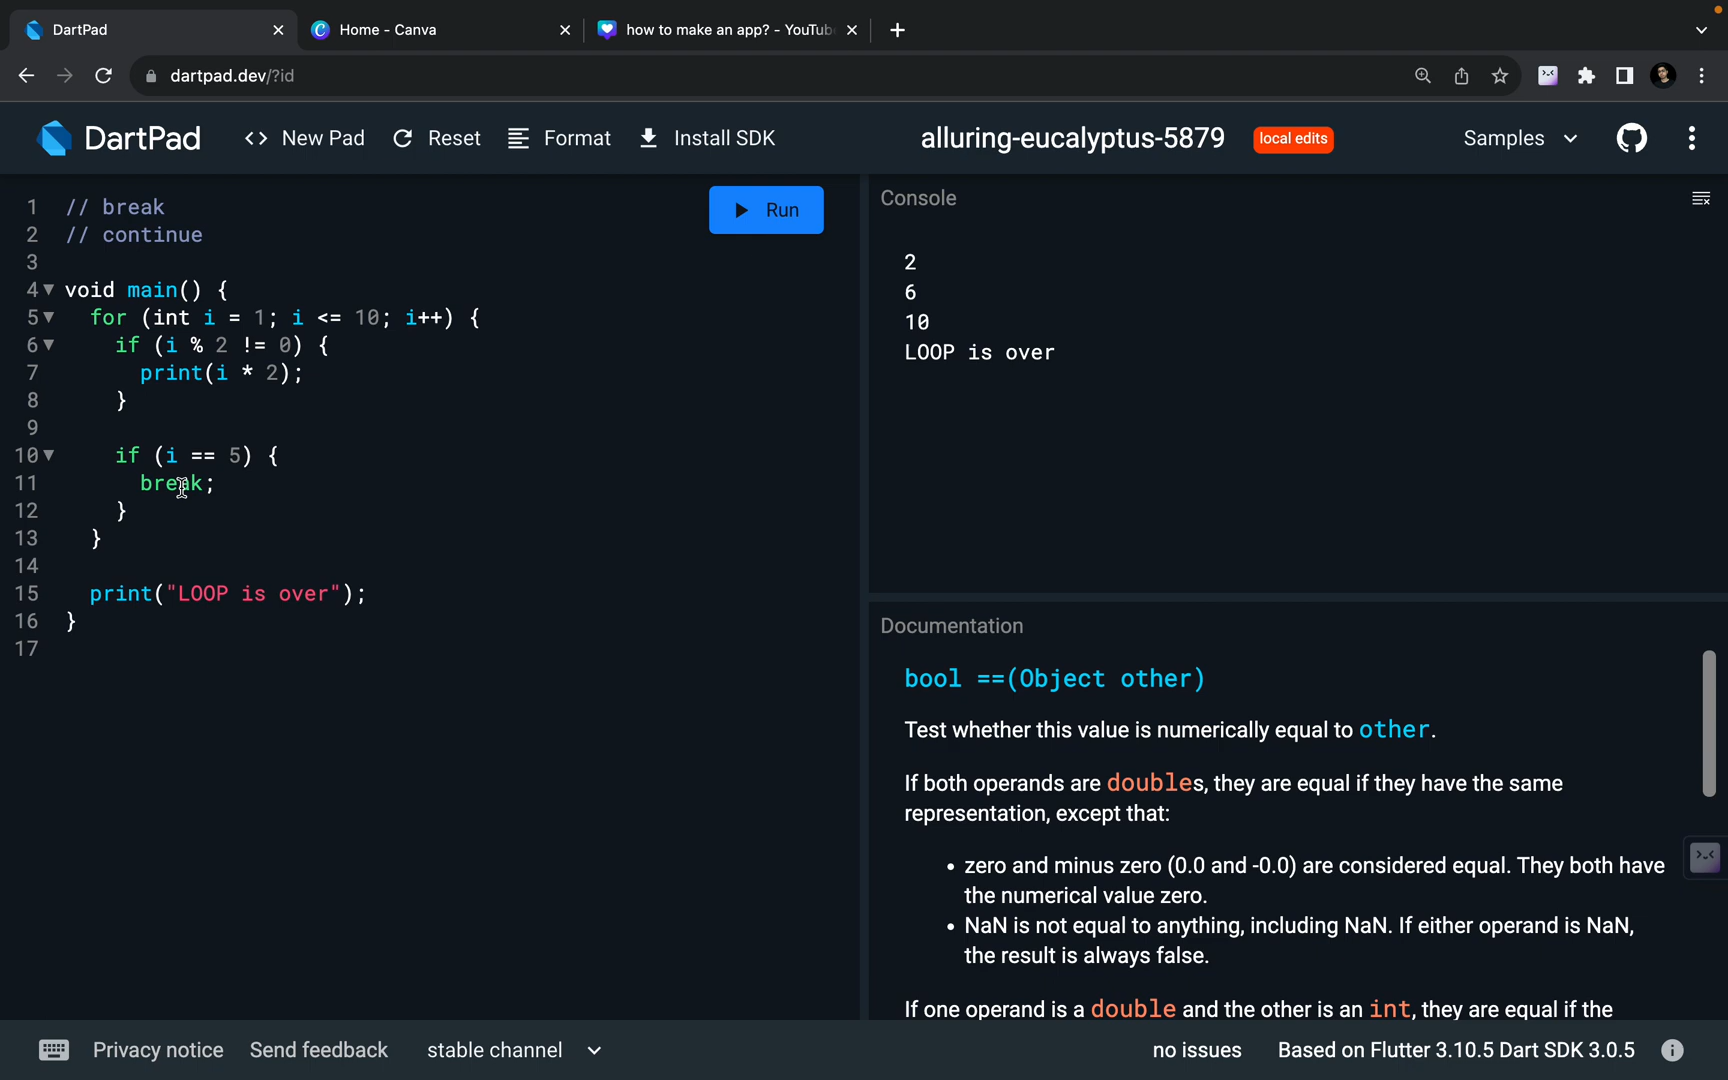 DartPad
Home - Canva
how to make an app? - YouTub
dartpad.dev/?id
DartPad
<> New Pad
Reset
Format
Install SDK
alluring-eucalyptus-5879
local edits
Samples
Run
1 // break
2 // continue
3
4 void main() {
5 for (int i = 1; i <= 10; i++) {
6 if (i % 2 != 0) {
7 print(i * 2);
8 }
9
10 if (i == 5) {
11 break;
12 }
13 }
14
15 print("LOOP is over");
16 }
17
Console
2
6
10
LOOP is over
Documentation
bool ==(Object other)
Test whether this value is numerically equal to other.
If both operands are doubles, they are equal if they have the same
representation, except that:
• zero and minus zero (0.0 and -0.0) are considered equal. They both have
the numerical value zero.
• NaN is not equal to anything, including NaN. If either operand is NaN,
the result is always false.
If one operand is a double and the other is an int, they are equal if the
Privacy notice
Send feedback
stable channel
no issues
Based on Flutter 3.10.5 Dart SDK 3.0.5